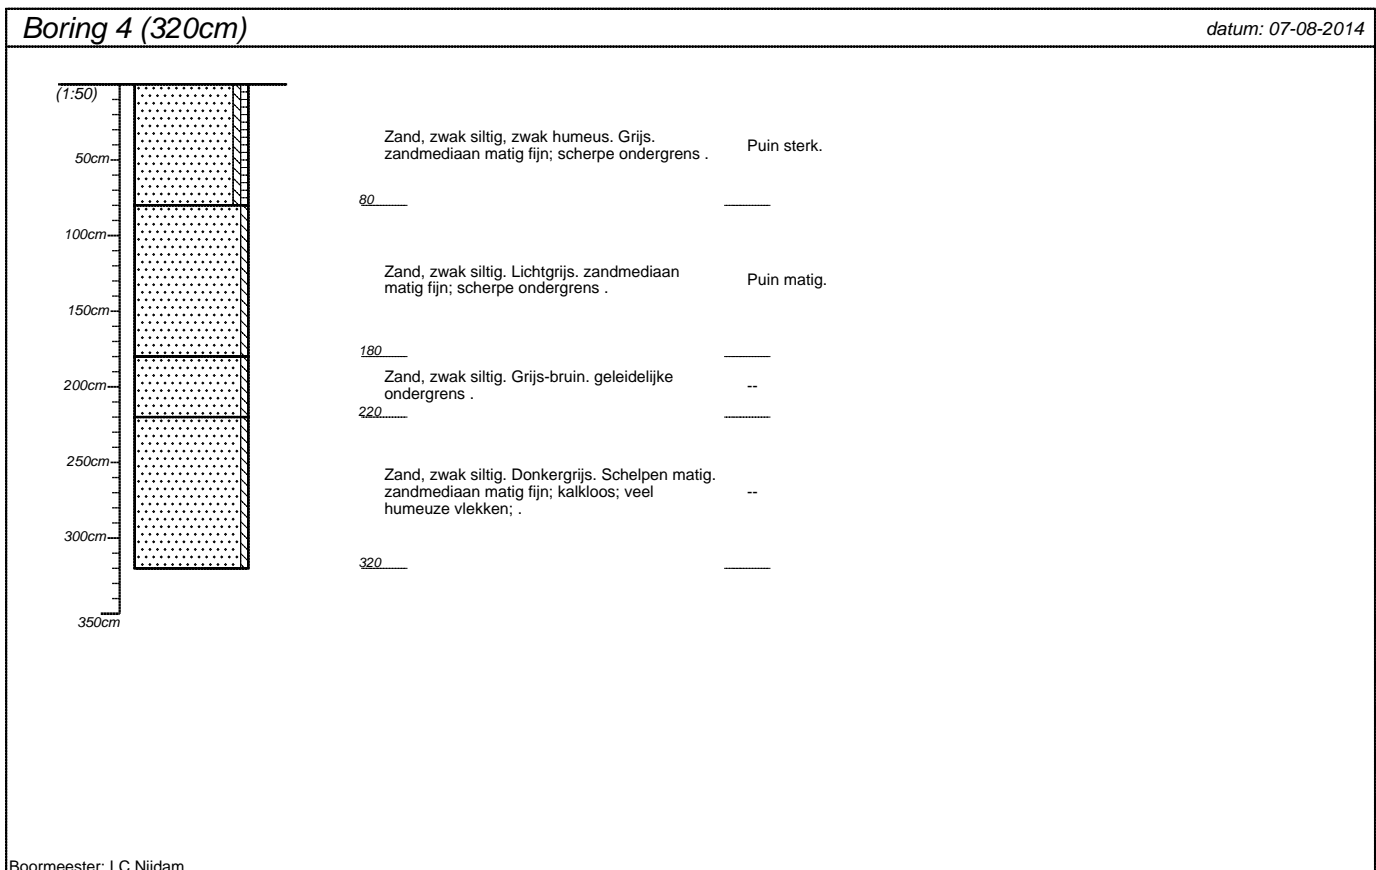 Boring 4 (320cm)
datum: 07-08-2014
(1:50)
Zand, zwak siltig, zwak humeus. Grijs.
zandmediaan matig fijn; scherpe ondergrens .
Puin sterk.
50cm
80
100cm
Zand, zwak siltig. Lichtgrijs. zandmediaan
matig fijn; scherpe ondergrens .
Puin matig.
150cm
180
Zand, zwak siltig. Grijs-bruin. geleidelijke
ondergrens .
--
200cm
220
250cm
Zand, zwak siltig. Donkergrijs. Schelpen matig.
zandmediaan matig fijn; kalkloos; veel
humeuze vlekken; .
--
300cm
320
350cm
Boormeester: LC Nijdam